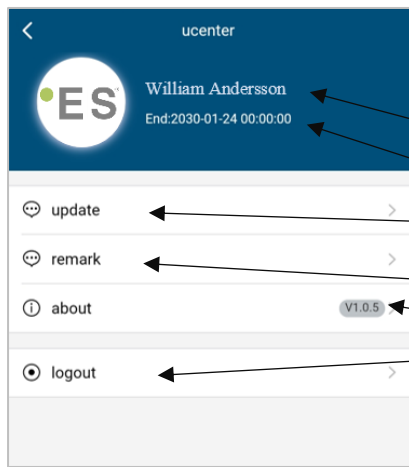 ucenter
ES
William Andersson
End:2030-01-24 00:00:00
update
remark
about V1.0.5
logout